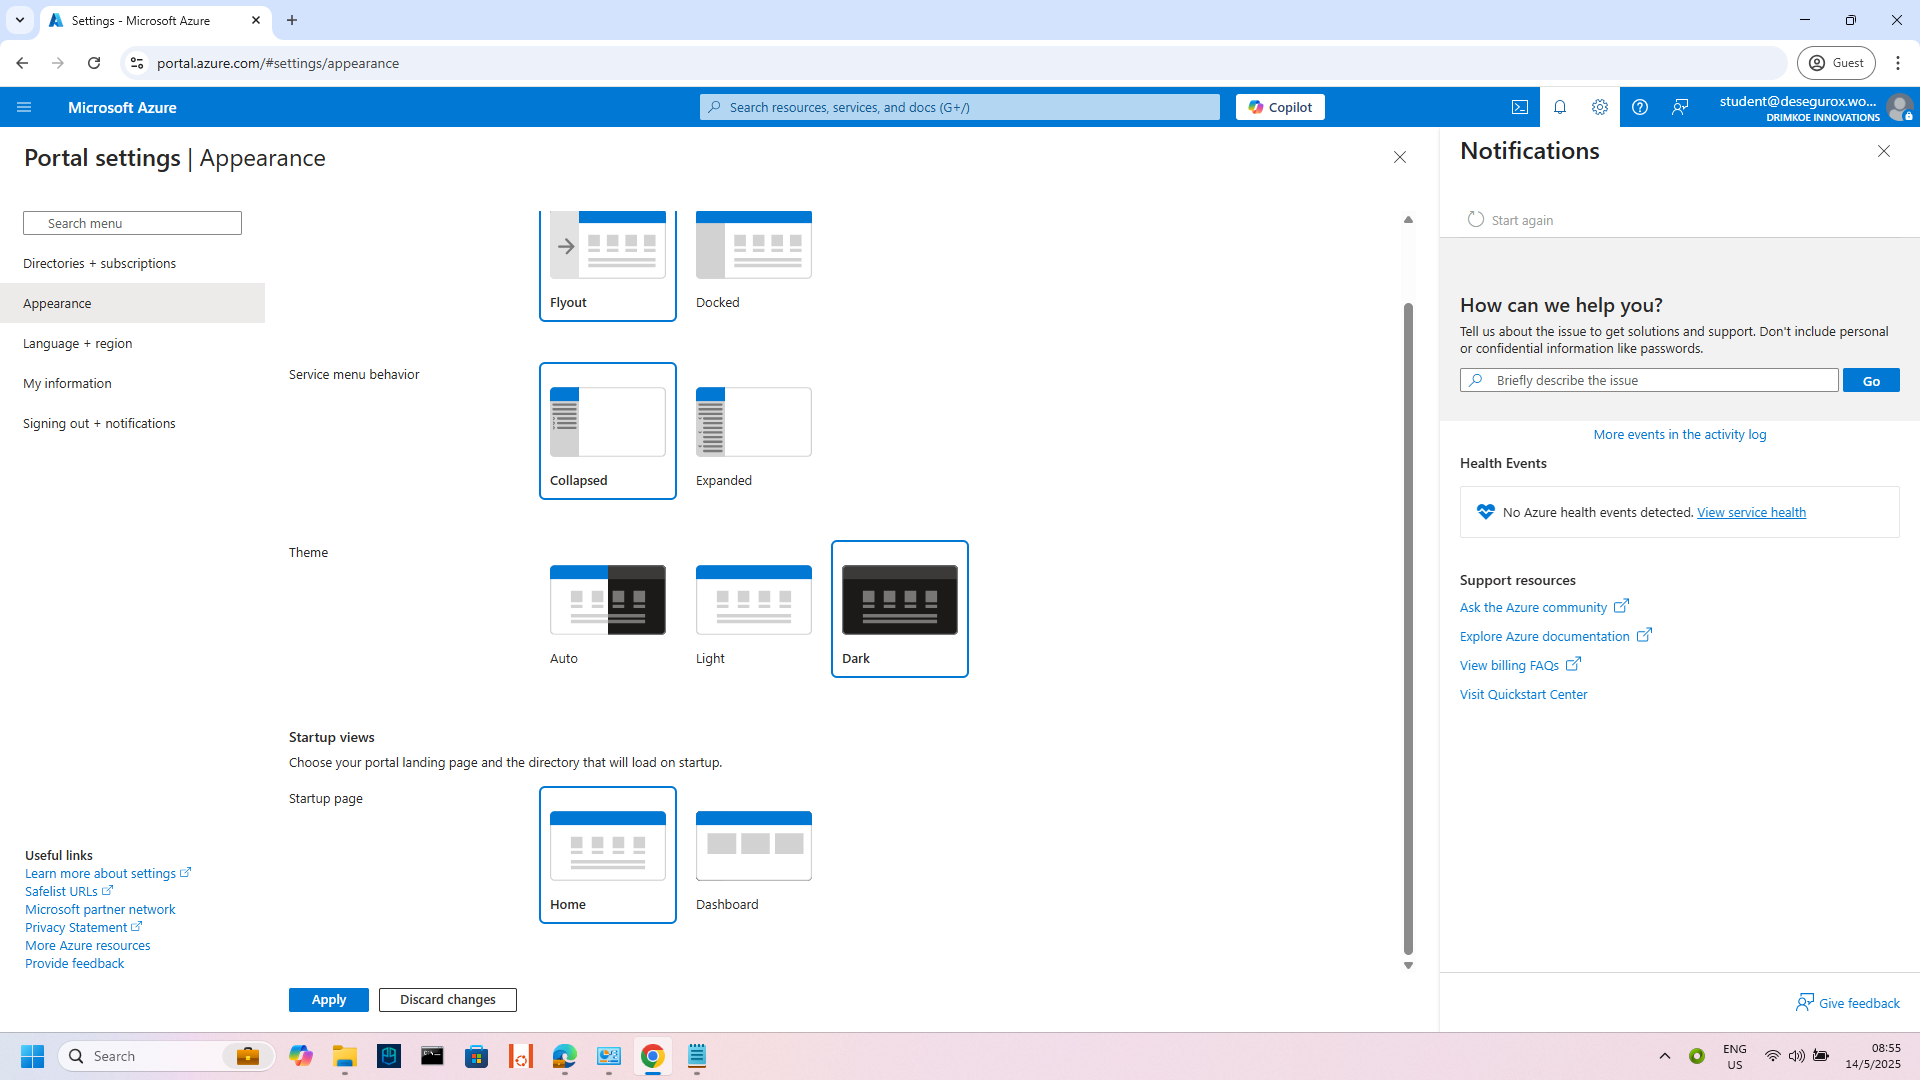 Settings - Microsoft Azure
portal.azure.com/#settings/appearance
Guest
Microsoft Azure
Search resources, services, and docs (G+/)
Copilot
student@desegurox.wo...
DRIMKOE INNOVATIONS
Portal settings | Appearance
Search menu
Directories + subscriptions
Appearance
Language + region
My information
Signing out + notifications
Useful links
Learn more about settings
Safelist URLs
Microsoft partner network
Privacy Statement
More Azure resources
Provide feedback
Flyout
Docked
Service menu behavior
Collapsed
Expanded
Theme
Auto
Light
Dark
Startup views
Choose your portal landing page and the directory that will load on startup.
Startup page
Home
Dashboard
Apply
Discard changes
Notifications
Start again
How can we help you?
Tell us about the issue to get solutions and support. Don't include personal
or confidential information like passwords.
Briefly describe the issue
Go
More events in the activity log
Health Events
No Azure health events detected. View service health
Support resources
Ask the Azure community
Explore Azure documentation
View billing FAQs
Visit Quickstart Center
Give feedback
Search
ENG
US
08:55
14/5/2025